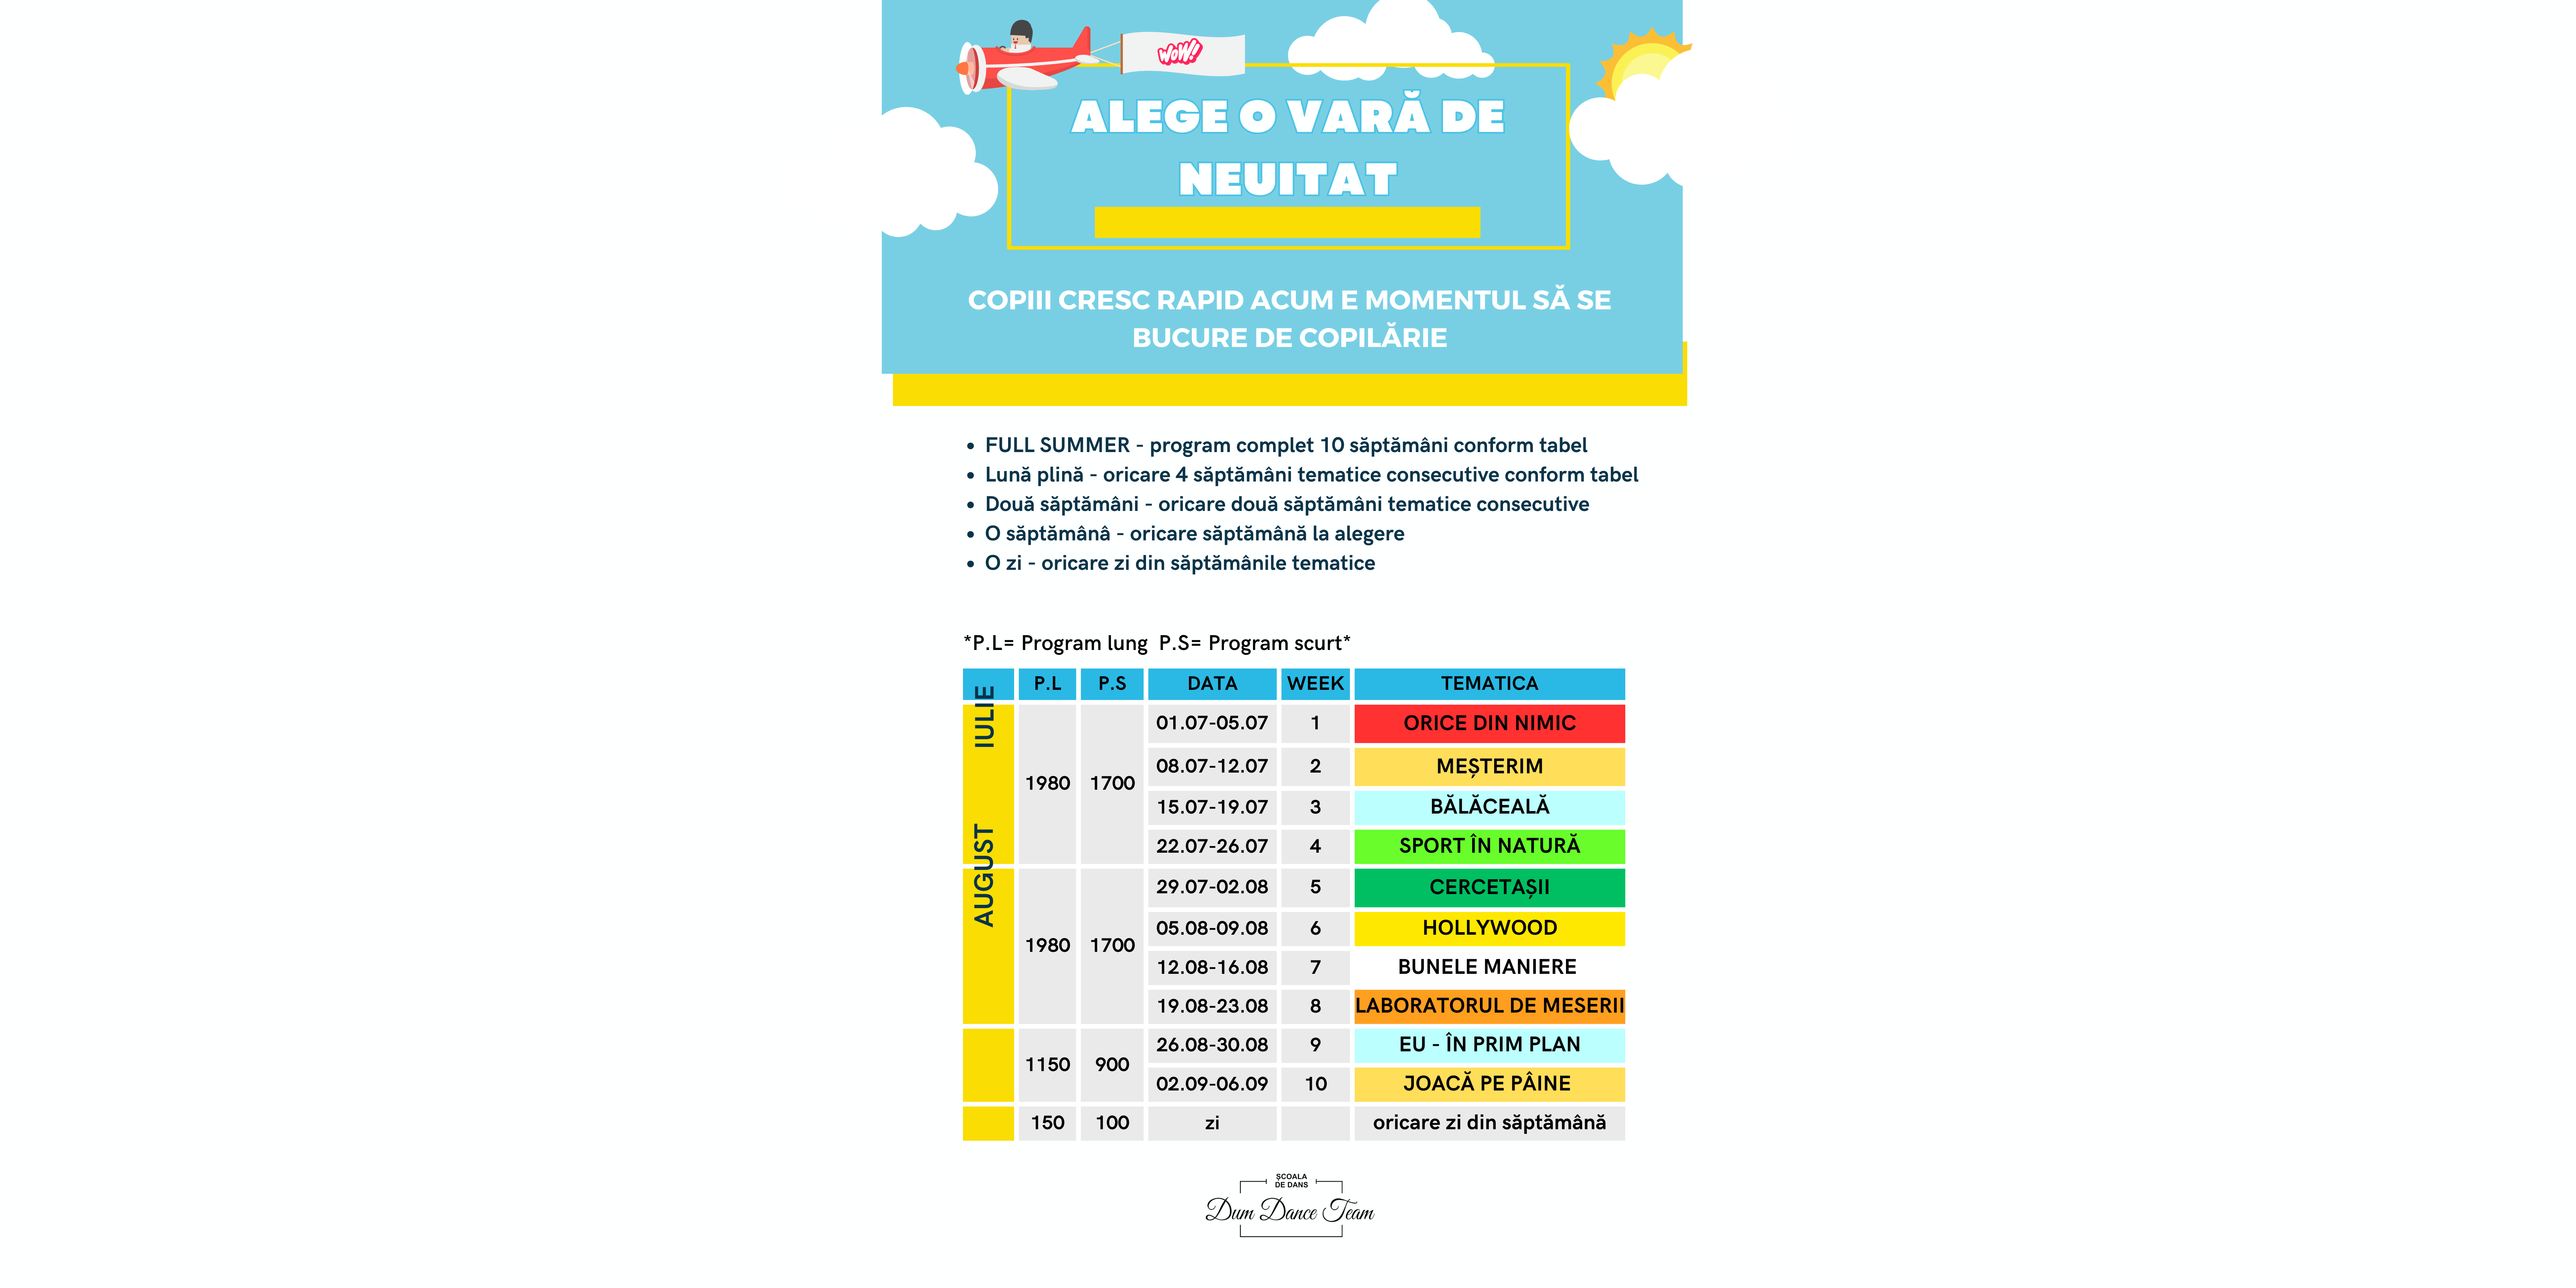 WOW!
ALEGE O VARĂ DE
NEUITAT
COPIII CRESC RAPID ACUM E MOMENTUL SĂ SE
BUCURE DE COPILĂRIE
• FULL SUMMER - program complet 10 săptămâni conform tabel
• Lună plină - oricare 4 săptămâni tematice consecutive conform tabel
• Două săptămâni - oricare două săptămâni tematice consecutive
• O săptămânâ - oricare săptămână la alegere
• O zi - oricare zi din săptămânile tematice
*P.L= Program lung P.S= Program scurt*
P.L P.S DATA WEEK TEMATICA
IULIE
1980 1700
01.07-05.07 1 ORICE DIN NIMIC
08.07-12.07 2 MEȘTERIM
15.07-19.07 3 BĂLĂCEALĂ
22.07-26.07 4 SPORT ÎN NATURĂ
AUGUST
1980 1700
29.07-02.08 5 CERCETAȘII
05.08-09.08 6 HOLLYWOOD
12.08-16.08 7 BUNELE MANIERE
19.08-23.08 8 LABORATORUL DE MESERII
1150 900
26.08-30.08 9 EU - ÎN PRIM PLAN
02.09-06.09 10 JOACĂ PE PÂINE
150 100 zi oricare zi din săptămână
ȘCOALA
DE DANS
Dum Dance Team